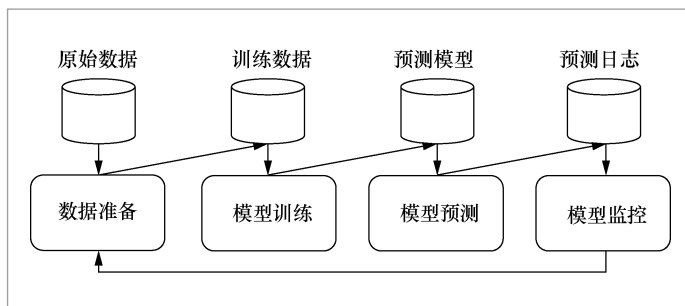 原始数据
训练数据
预测模型
预测日志
数据准备
模型训练
模型预测
模型监控